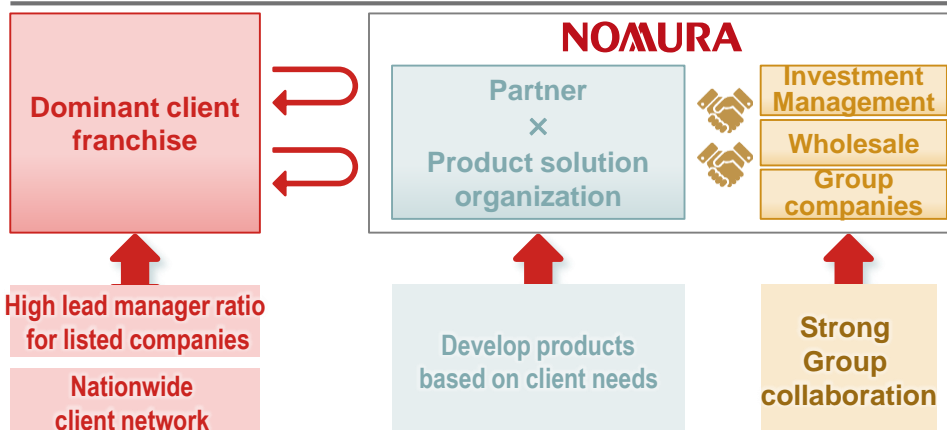 NOMURA
Dominant client
franchise
Partner
×
Product solution
organization
Investment
Management
Wholesale
Group
companies
High lead manager ratio
for listed companies
Nationwide
client network
Develop products
based on client needs
Strong
Group
collaboration